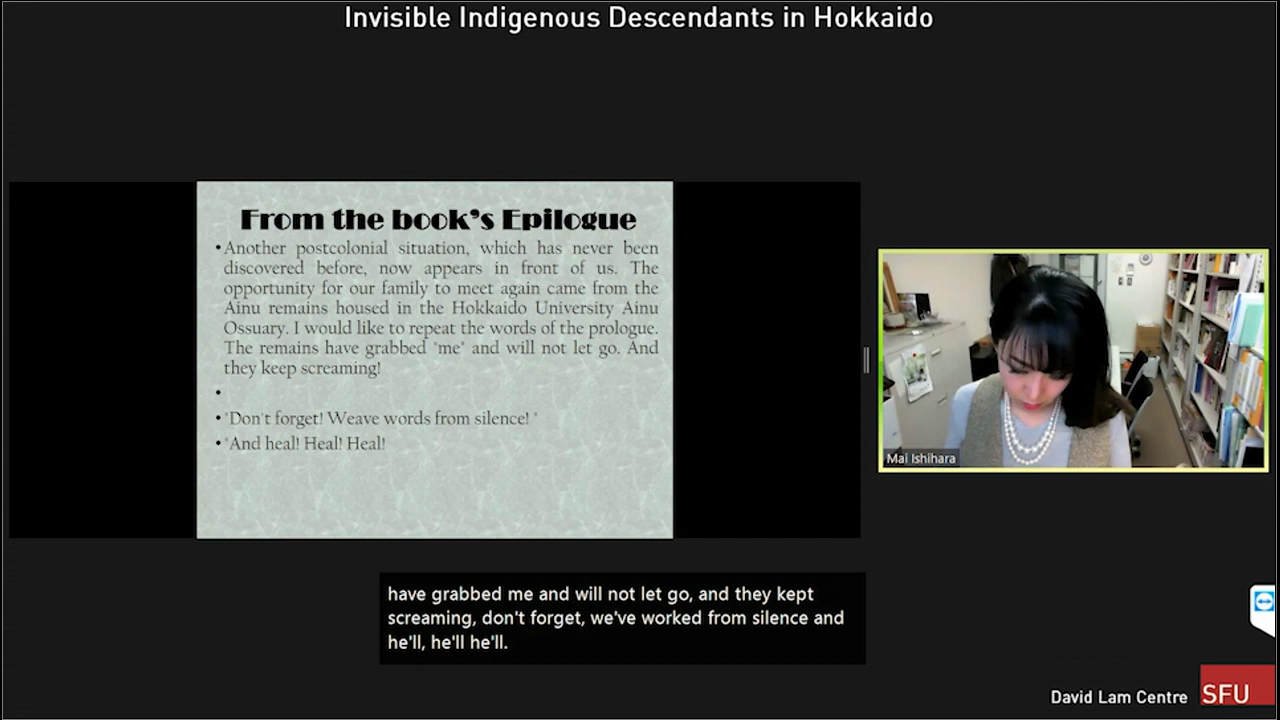 Invisible Indigenous Descendants in Hokkaido
From the book's Epilogue
•Another postcolonial situation, which has never been
discovered before, now appears in front of us. The
opportunity for our family to meet again came from the
Ainu remains housed in the Hokkaido University Ainu
Ossuary. I would like to repeat the words of the prologue.
The remains have grabbed "me" and will not let go. And
they keep screaming!
•
•"Don't forget! Weave words from silence! "
•"And heal! Heal! Heal!
Mai Ishihara
have grabbed me and will not let go, and they kept
screaming, don't forget, we've worked from silence and
he'll, he'll he'll.
David Lam Centre
SFU